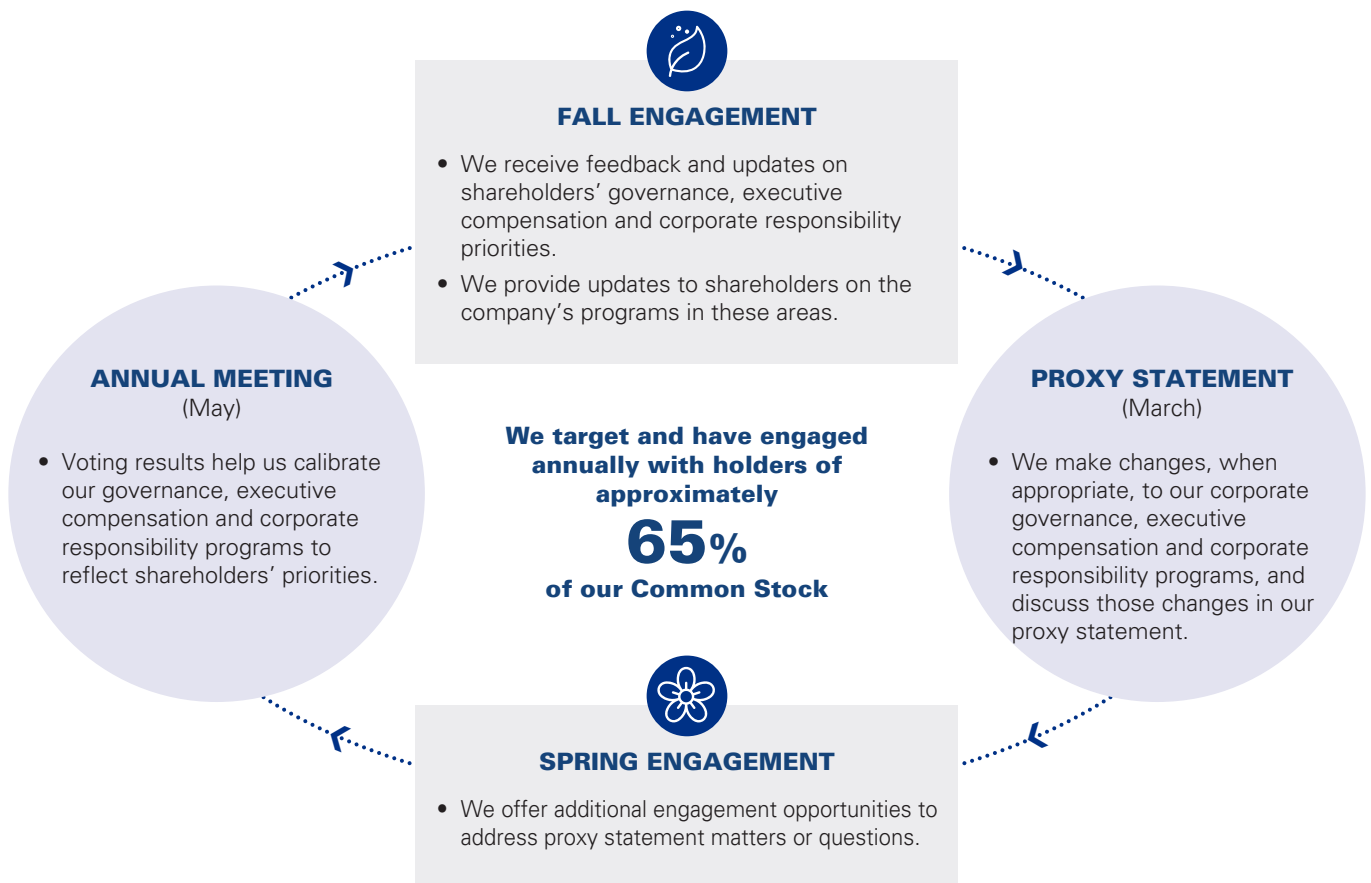 FALL ENGAGEMENT
• We receive feedback and updates on
shareholders’ governance, executive
compensation and corporate responsibility
priorities.
• We provide updates to shareholders on the
company’s programs in these areas.
ANNUAL MEETING
(May)
• Voting results help us calibrate
our governance, executive
compensation and corporate
responsibility programs to
reflect shareholders’ priorities.
We target and have engaged
annually with holders of
approximately
65%
of our Common Stock
PROXY STATEMENT
(March)
• We make changes, when
appropriate, to our corporate
governance, executive
compensation and corporate
responsibility programs, and
discuss those changes in our
proxy statement.
SPRING ENGAGEMENT
• We offer additional engagement opportunities to
address proxy statement matters or questions.